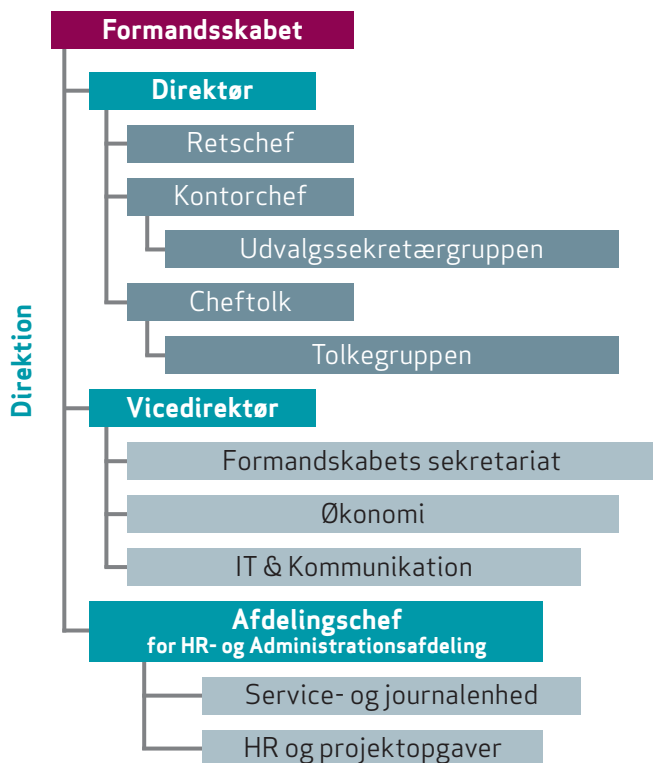 Formandsskabet
Direktør
Retschef
Kontorchef
Udvalgssekretærgruppen
Cheftolk
Tolkegruppen
Direktion
Vicedirektør
Formandskabets sekretariat
Økonomi
IT & Kommunikation
Afdelingschef
for HR- og Administrationsafdeling
Service- og journalenhed
HR og projektopgaver